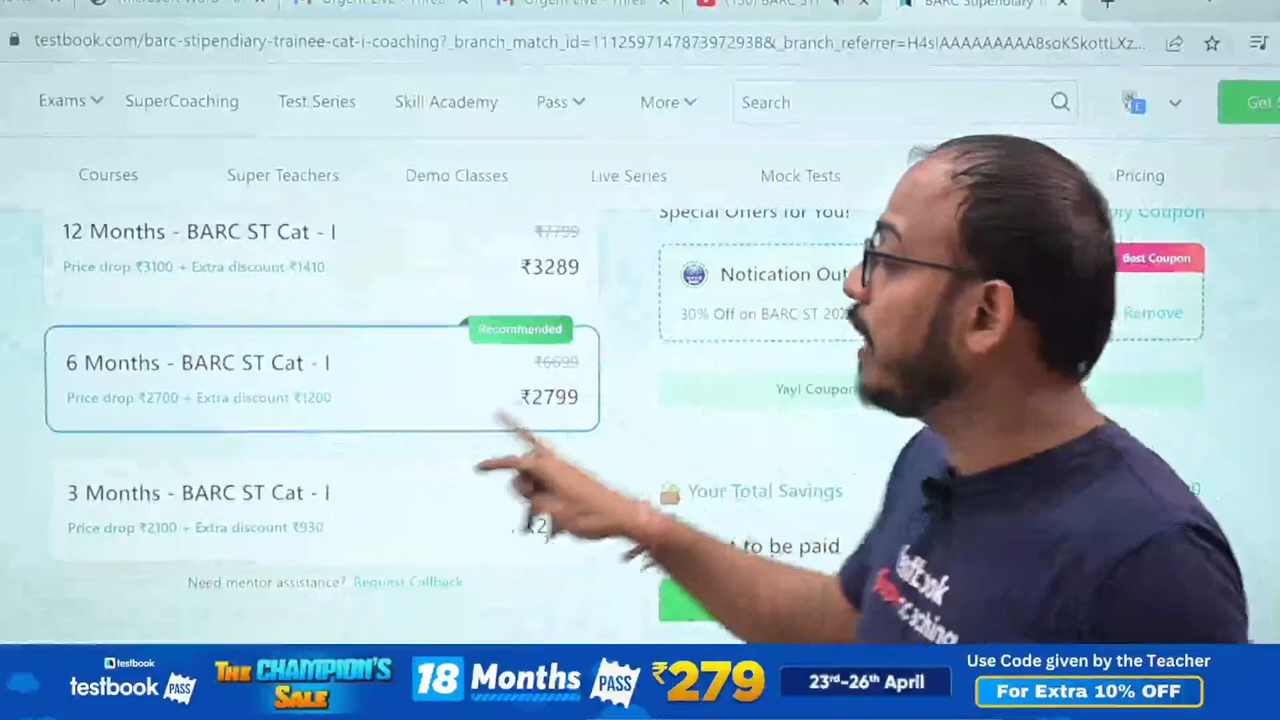 testbook.com/barc-stipendiary-trainee-cat-i-coaching?_branch_match_id=1112597147873972938&_branch_referrer=H4sIAAAAAAAAA8soKSkottLXz...
Exams SuperCoaching Test Series Skill Academy Pass More Search Get
Courses Super Teachers Demo Classes Live Series Mock Tests Pricing
12 Months - BARC ST Cat - I ₹7799
Price drop ₹3100 + Extra discount ₹1410 ₹3289
Recommended
6 Months - BARC ST Cat - I ₹6699
Price drop ₹2700 + Extra discount ₹1200 ₹2799
3 Months - BARC ST Cat - I
Price drop ₹2100 + Extra discount ₹930
Need mentor assistance? Request Callback
Special Offers for You! Coupon
Best Coupon
Notication Out
30% Off on BARC ST Remove
Yay! Coupon
Your Total Savings
to be paid
testbook
testbook PASS
THE CHAMPION'S
SALE
18 Months PASS ₹279
23rd-26th April
Use Code given by the Teacher
For Extra 10% OFF